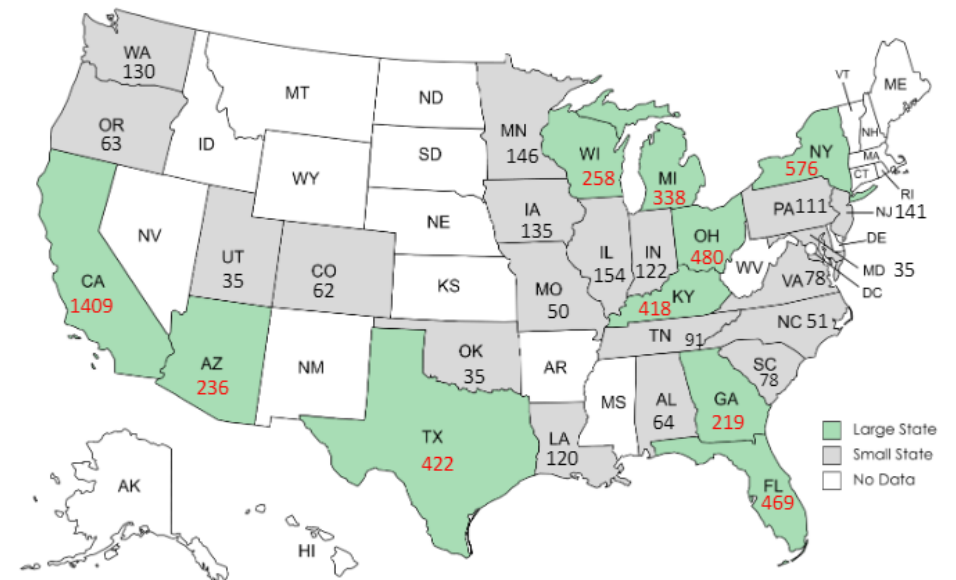 WA
130
OR
63
CA
1409
ID
NV
MT
WY
UT
35
CO
62
AZ
236
NM
ND
SD
NE
KS
OK
35
TX
422
MN
146
IA
135
MO
50
AR
LA
120
WI
258
IL
154
MS
MI
338
IN
122
OH
480
KY
418
TN
91
AL
64
GA
219
FL
469
SC
78
NC 51
VA 78
WV
PA 111
NY
576
VT
NH
ME
MA
CT
RI
NJ 141
DE
MD 35
DC
AK
HI
Large State
Small State
No Data